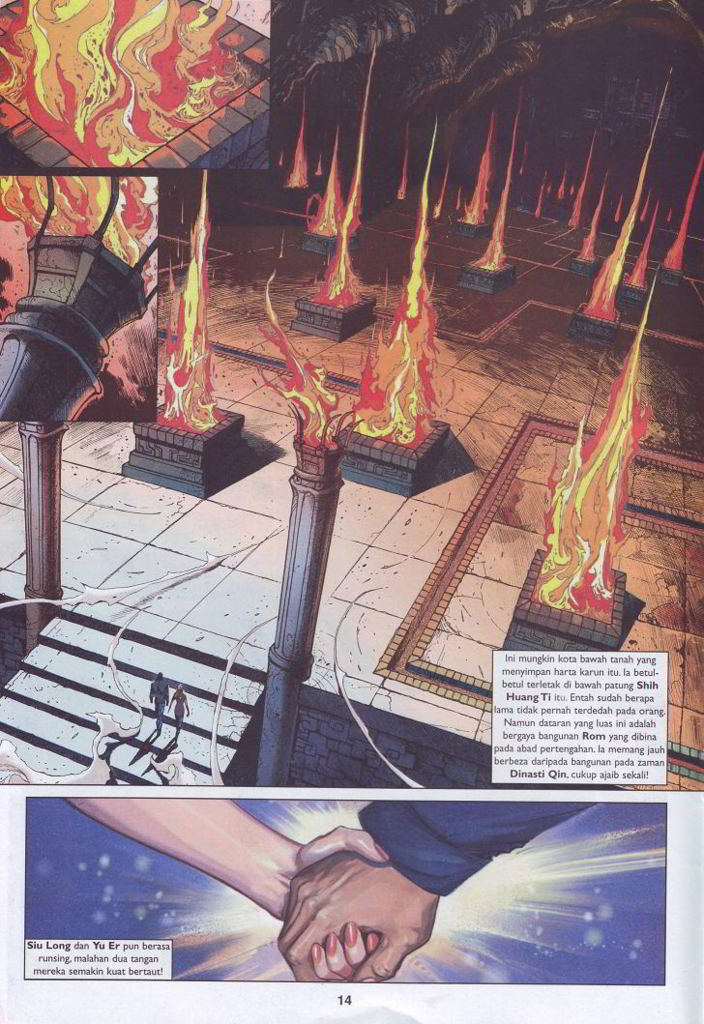 Ini mungkin kota bawah tanah yang
menyimpan harta karun itu. Ia betul-
betul terletak di bawah patung Shih
Huang Ti itu. Entah sudah berapa
lama tidak pernah terdedah pada orang.
Namun dataran yang luas ini adalah
bergaya bangunan Rom yang dibina
pada abad pertengahan. Ia memang jauh
berbeza daripada bangunan pada zaman
Dinasti Qin, cukup ajaib sekali!
Siu Long dan Yu Er pun berasa
runsing, malahan dua tangan
mereka semakin kuat bertaut!
14